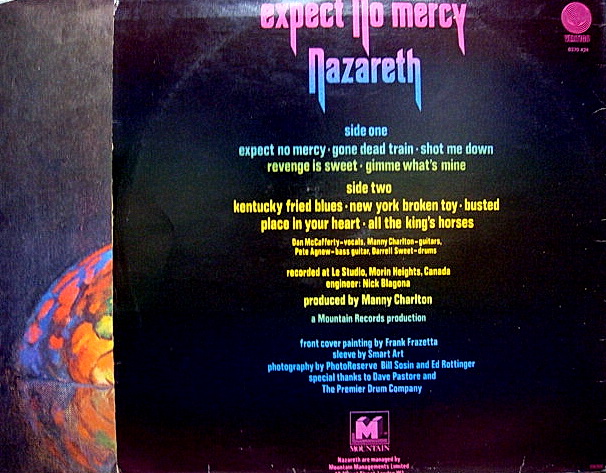 expect no mercy
VERTIGO
6370 424
Nazareth
side one
expect no mercy · gone dead train · shot me down
revenge is sweet · gimme what's mine
side two
kentucky fried blues · new york broken toy · busted
place in your heart · all the king's horses
Dan McCafferty-vocals, Manny Charlton-guitars,
Pete Agnew-bass guitar, Darrell Sweet-drums
recorded at Le Studio, Morin Heights, Canada
engineer: Nick Blagona
produced by Manny Charlton
a Mountain Records production
front cover painting by Frank Frazetta
sleeve by Smart Art
photography by PhotoReserve Bill Sosin and Ed Rottinger
special thanks to Dave Pastore and
The Premier Drum Company
M
MOUNTAIN
Nazareth are managed by
Mountain Managements Limited